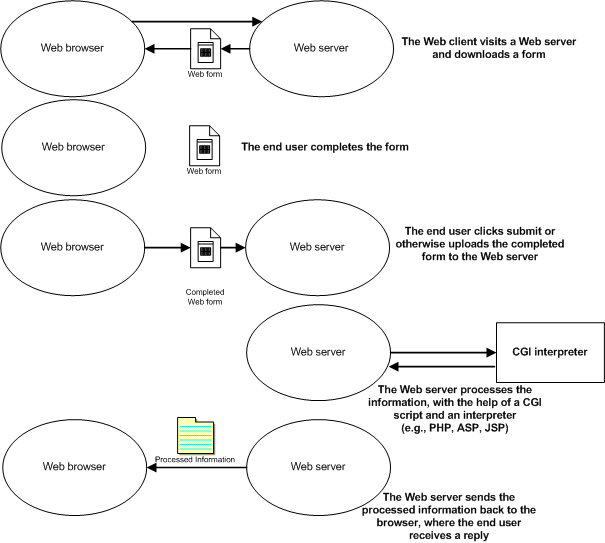 Web browser
Web server
Web form
The Web client visits a Web server
and downloads a form
Web browser
Web form
The end user completes the form
Web browser
Web server
Completed
Web form
The end user clicks submit or
otherwise uploads the completed
form to the Web server
Web server
CGI interpreter
The Web server processes the
information, with the help of a CGI
script and an interpreter
(e.g., PHP, ASP, JSP)
Web browser
Processed Information
Web server
The Web server sends the
processed information back to the
browser, where the end user
receives a reply